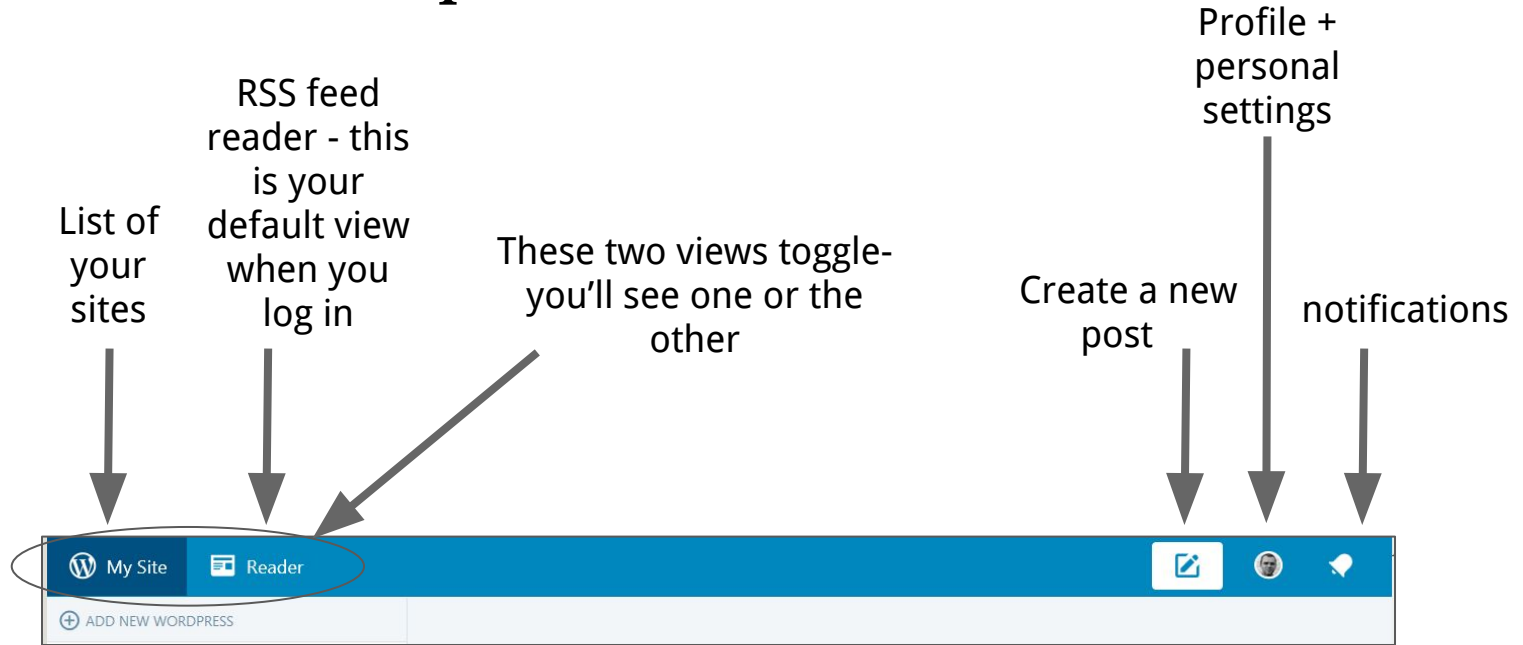 Profile +
personal
settings
RSS feed
reader - this
is your
default view
when you
log in
List of
your
sites
These two views toggle-
you’ll see one or the
other
Create a new
post
notifications
My Site
Reader
ADD NEW WORDPRESS